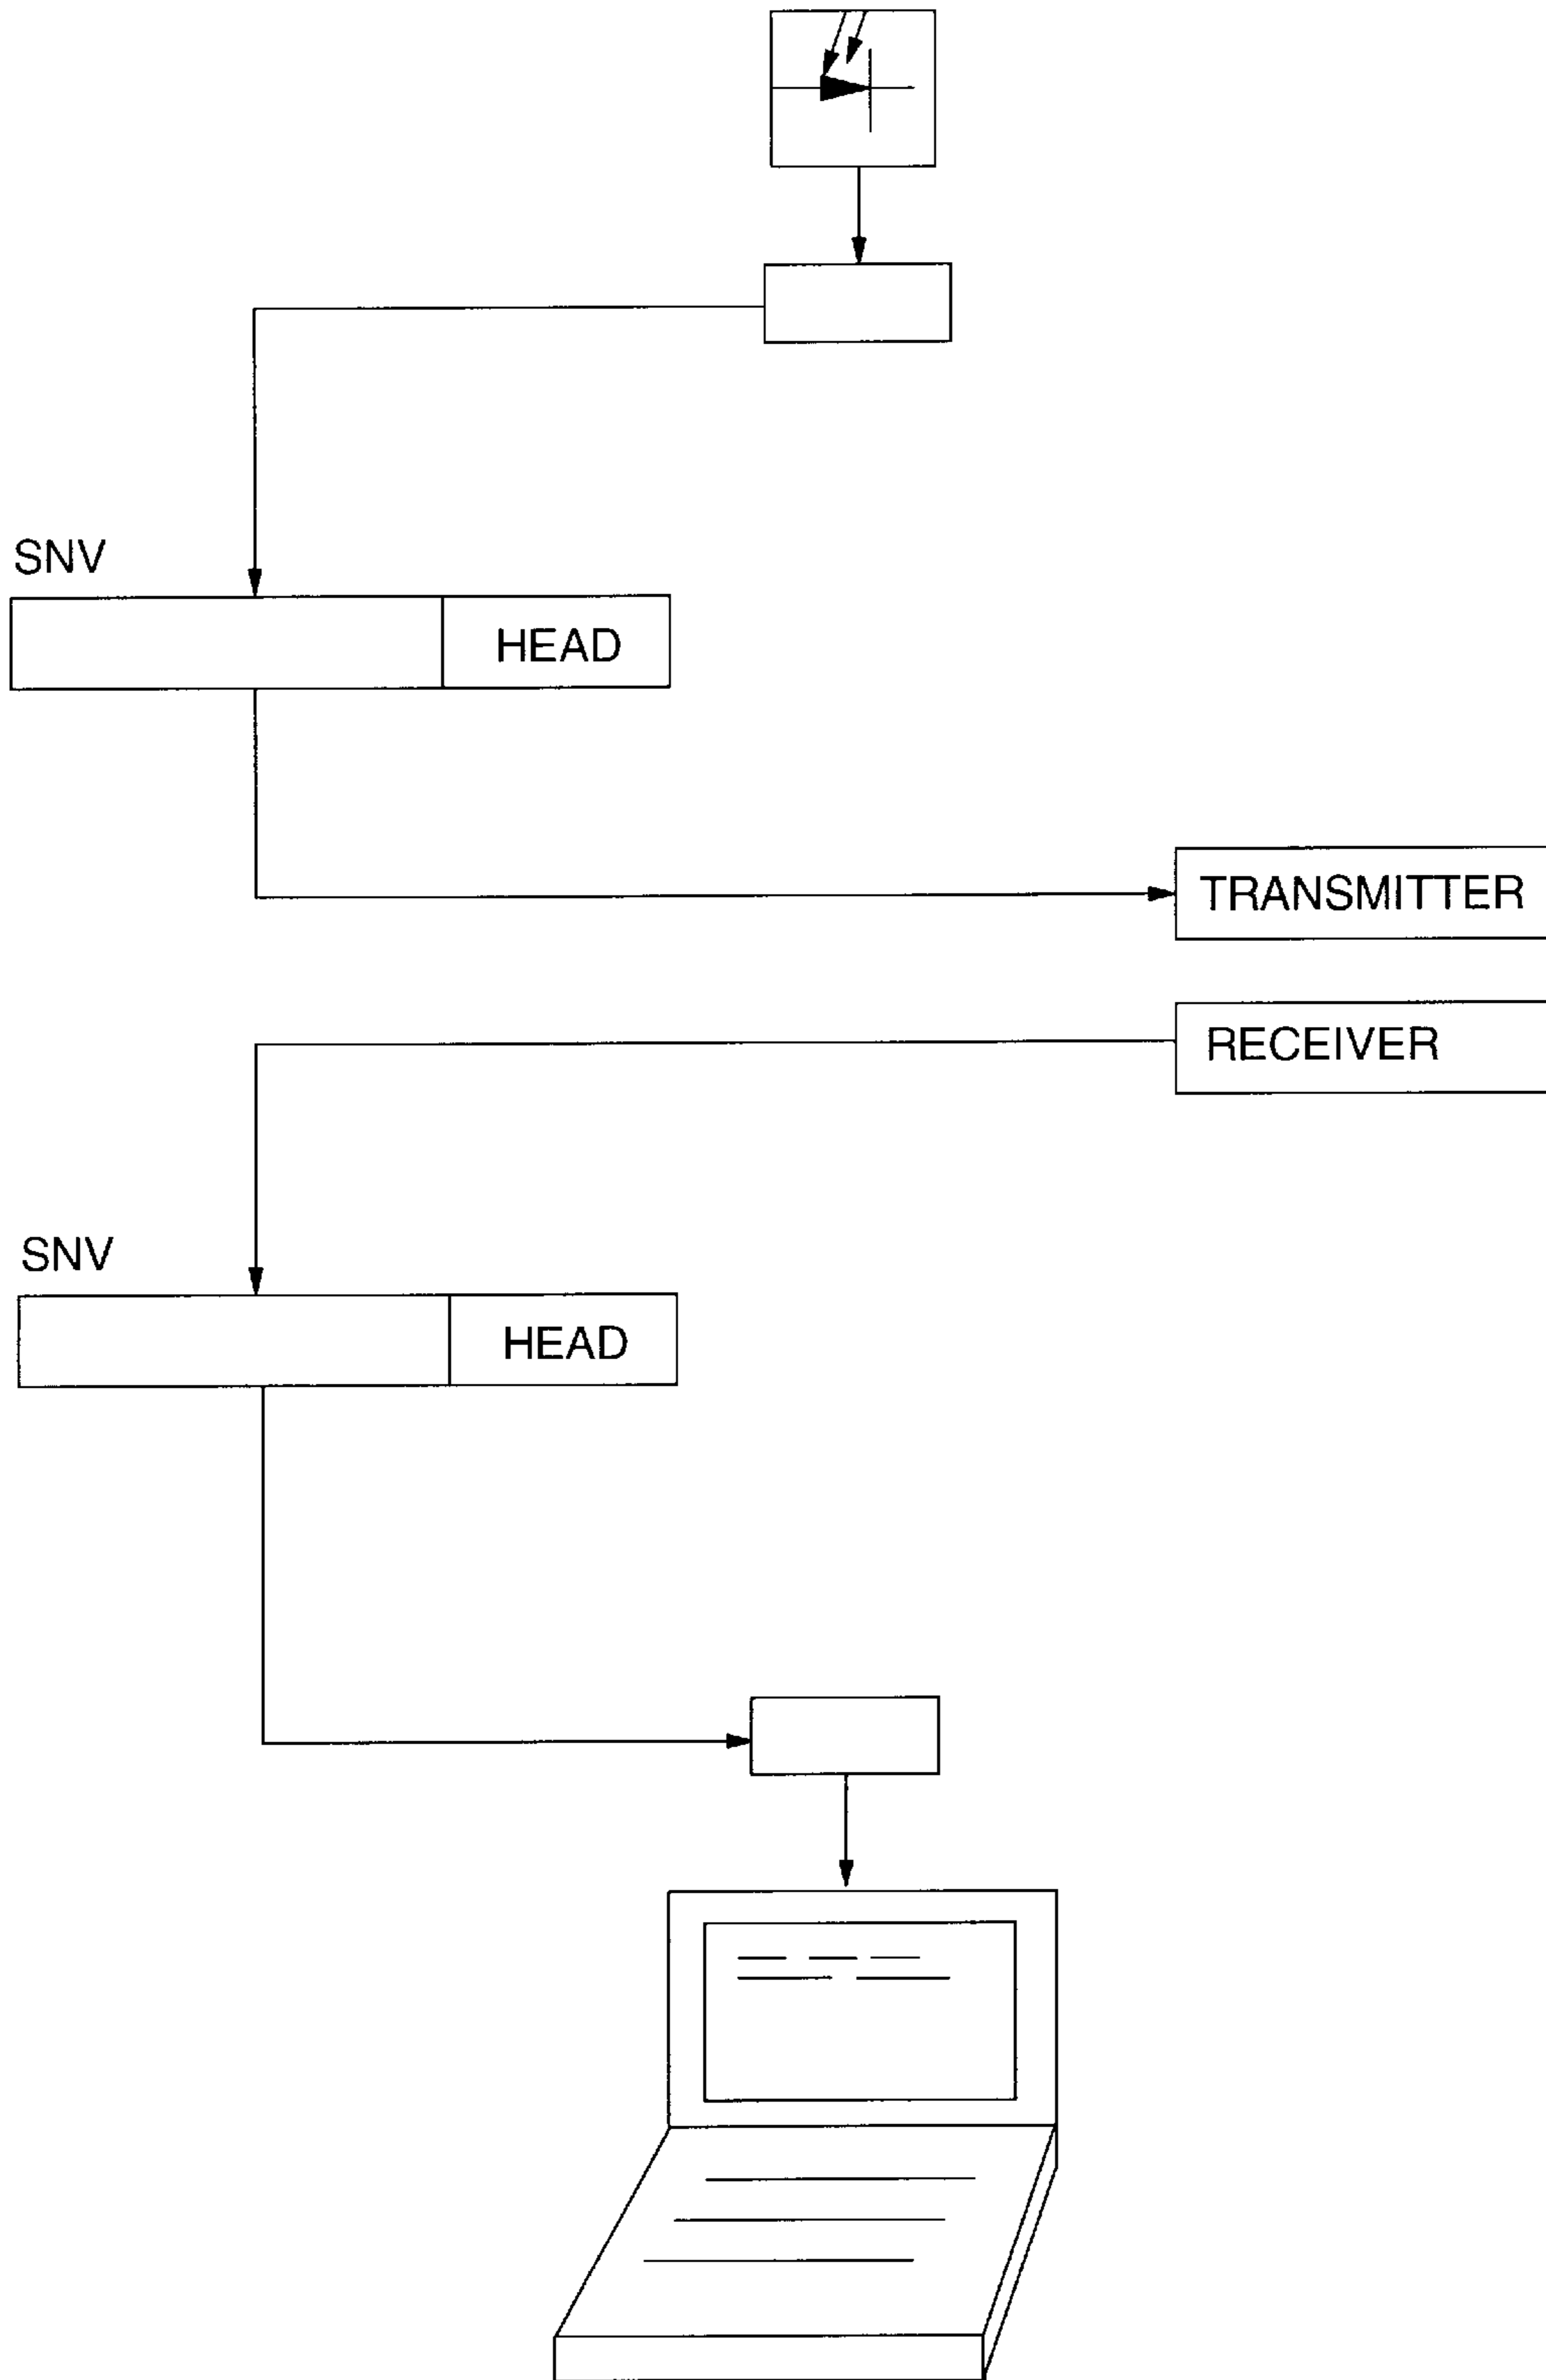 SNV
HEAD
TRANSMITTER
RECEIVER
SNV
HEAD